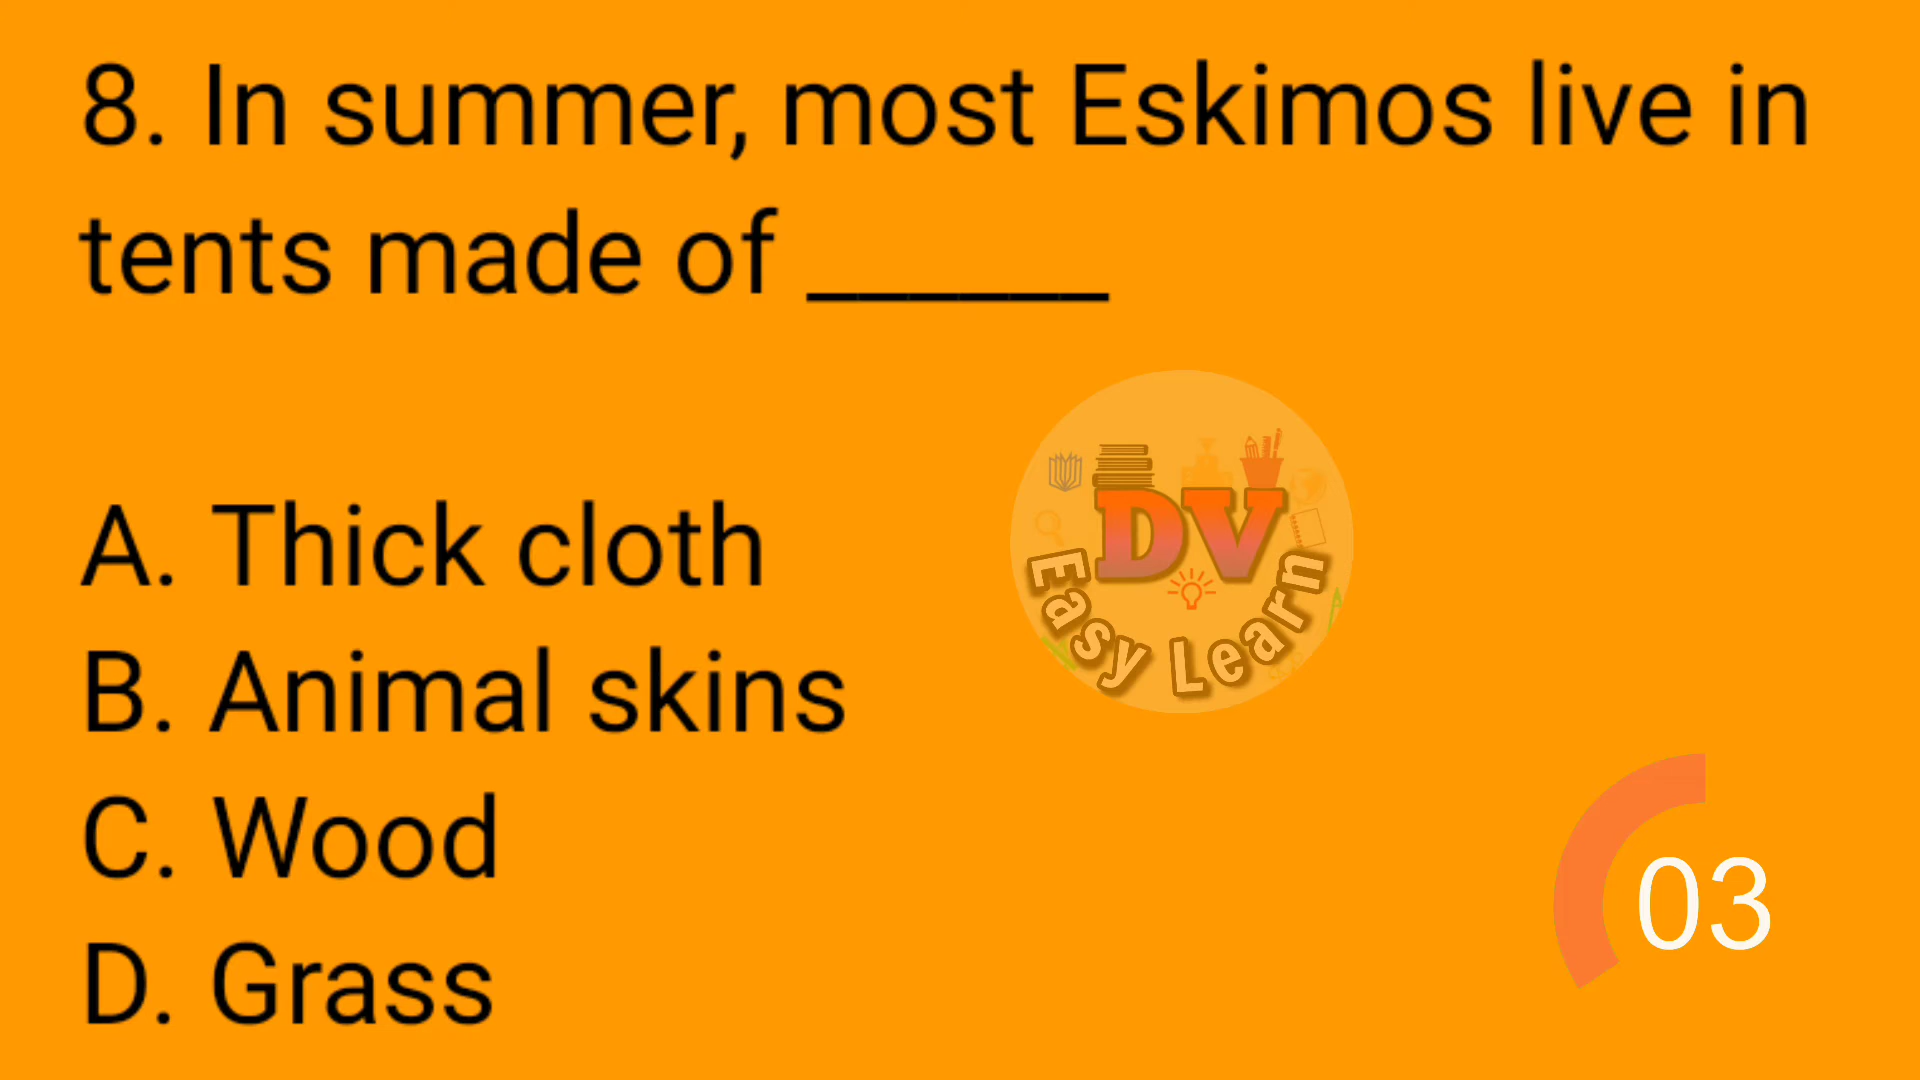 8. In summer, most Eskimos live in
tents made of ______
A. Thick cloth
B. Animal skins
C. Wood
D. Grass
DV
Easy Learn
03